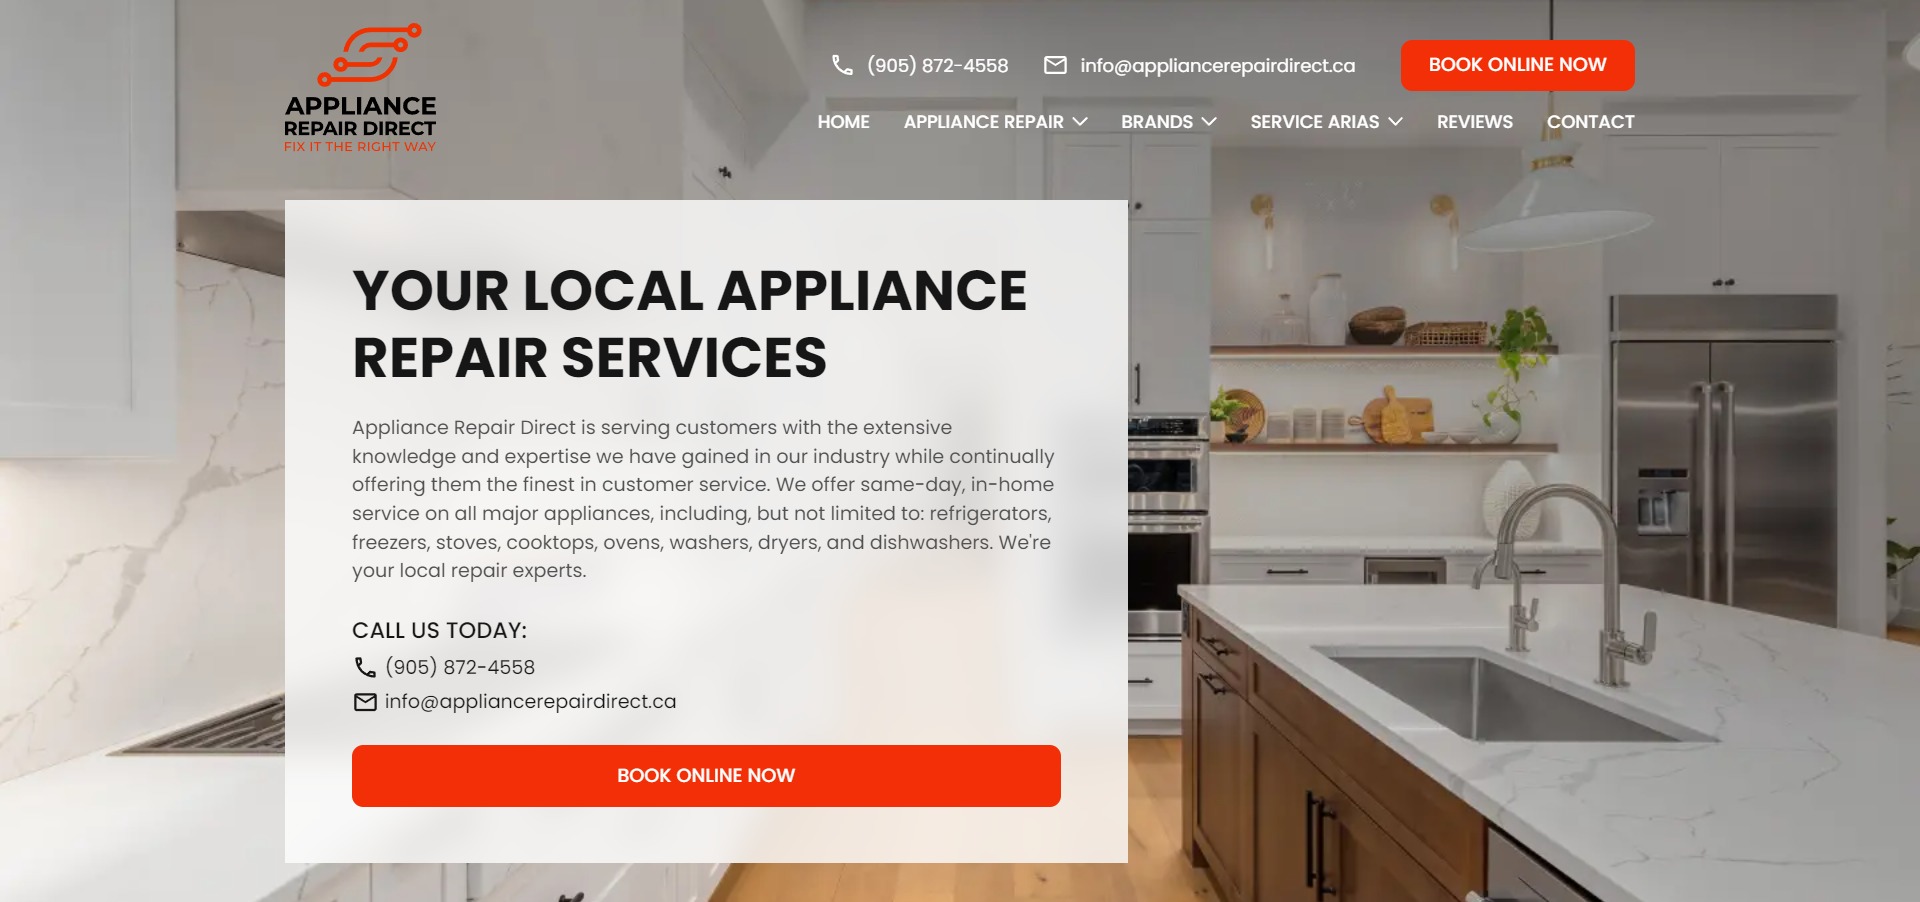 APPLIANCE
REPAIR DIRECT
FIX IT THE RIGHT WAY
(905) 872-4558
info@appliancerepairdirect.ca
BOOK ONLINE NOW
HOME
APPLIANCE REPAIR
BRANDS
SERVICE ARIAS
REVIEWS
CONTACT
YOUR LOCAL APPLIANCE
REPAIR SERVICES
Appliance Repair Direct is serving customers with the extensive
knowledge and expertise we have gained in our industry while continually
offering them the finest in customer service. We offer same-day, in-home
service on all major appliances, including, but not limited to: refrigerators,
freezers, stoves, cooktops, ovens, washers, dryers, and dishwashers. We're
your local repair experts.
CALL US TODAY:
(905) 872-4558
info@appliancerepairdirect.ca
BOOK ONLINE NOW